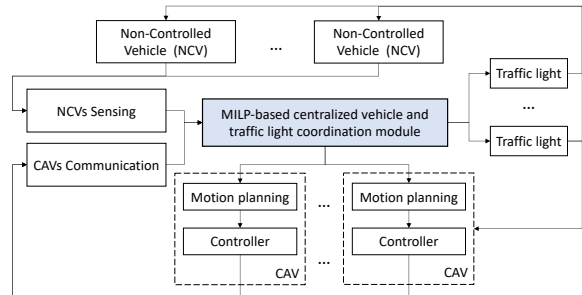 Non-Controlled
Vehicle (NCV)
...
Non-Controlled
Vehicle (NCV)
Traffic light
...
Traffic light
NCVs Sensing
CAVs Communication
MILP-based centralized vehicle and
traffic light coordination module
Motion planning
Controller
CAV
...
...
Motion planning
Controller
CAV